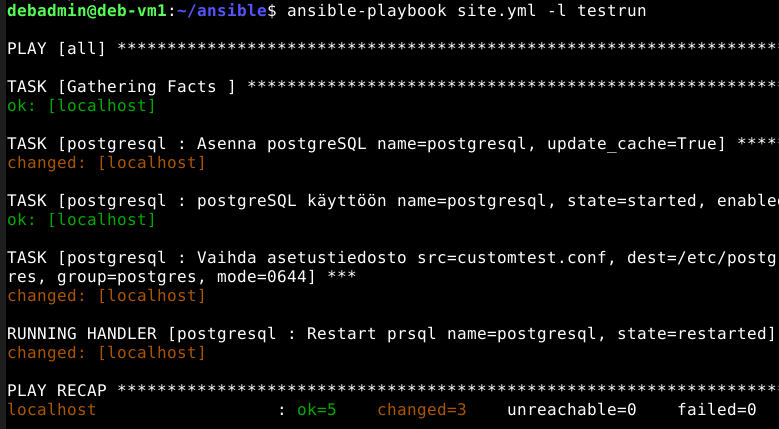 debadmin@deb-vm1:~/ansible$ ansible-playbook site.yml -l testrun
PLAY [all] ******************************************************************
TASK [Gathering Facts ] *****************************************************
ok: [localhost]
TASK [postgresql : Asenna postgreSQL name=postgresql, update_cache=True] ****
changed: [localhost]
TASK [postgresql : postgreSQL käyttöön name=postgresql, state=started, enable
ok: [localhost]
TASK [postgresql : Vaihda asetustiedosto src=customtest.conf, dest=/etc/postg
res, group=postgres, mode=0644] ***
changed: [localhost]
RUNNING HANDLER [postgresql : Restart prsql name=postgresql, state=restarted]
changed: [localhost]
PLAY RECAP ******************************************************************
localhost                  : ok=5    changed=3    unreachable=0    failed=0